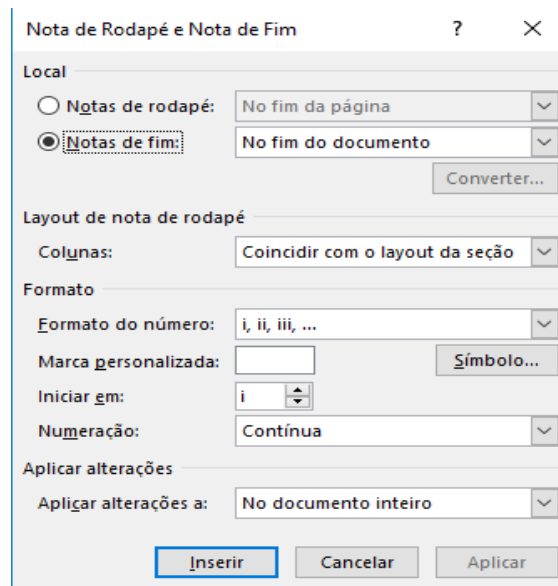 Nota de Rodapé e Nota de Fim ?
Local
Notas de rodapé: No fim da página
Notas de fim: No fim do documento
Converter...
Layout de nota de rodapé
Colunas: Coincidir com o layout da seção
Formato
Formato do número: i, ii, iii, ...
Marca personalizada: Símbolo...
Iniciar em: i
Numeração: Contínua
Aplicar alterações
Aplicar alterações a: No documento inteiro
Inserir Cancelar Aplicar